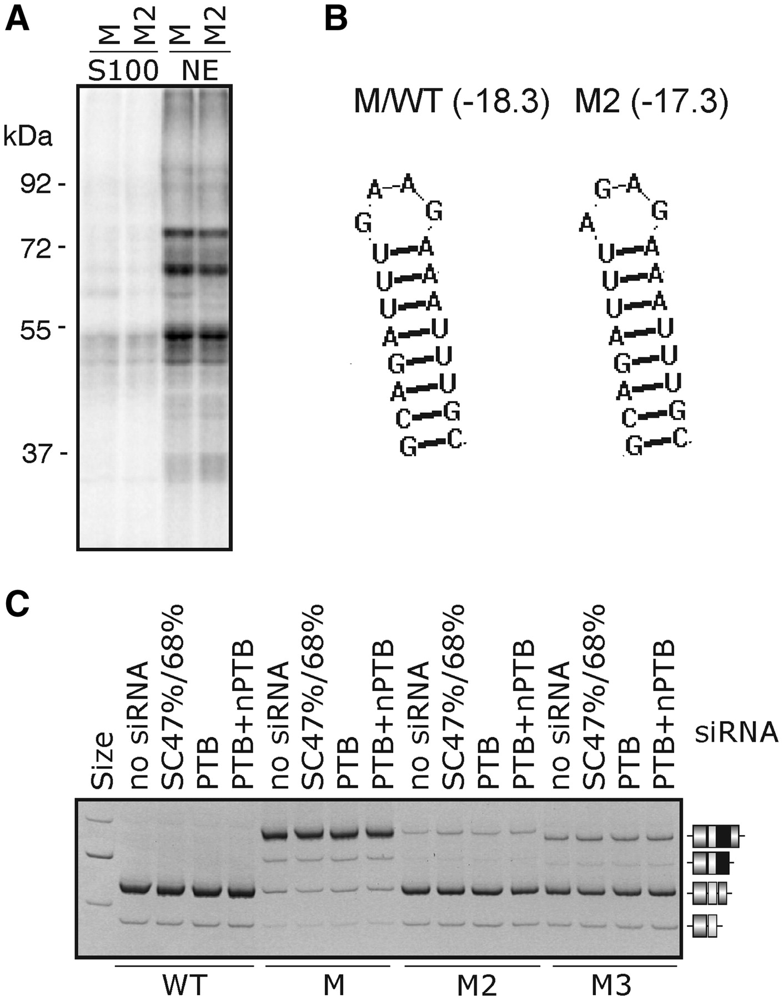 A
M M2 M M2
S100 NE
kDa
92 -
72 -
55 -
37 -
B
M/WT (-18.3) M2 (-17.3)
A A
G G
U A
U A
U A
A U
G U
A U
C G
G C
G A
A G
U A
U A
U A
A U
G U
A U
C G
G C
C
Size
no siRNA
SC47%/68%
PTB
PTB+nPTB
no siRNA
SC47%/68%
PTB
PTB+nPTB
no siRNA
SC47%/68%
PTB
PTB+nPTB
no siRNA
SC47%/68%
PTB
PTB+nPTB
siRNA
WT M M2 M3